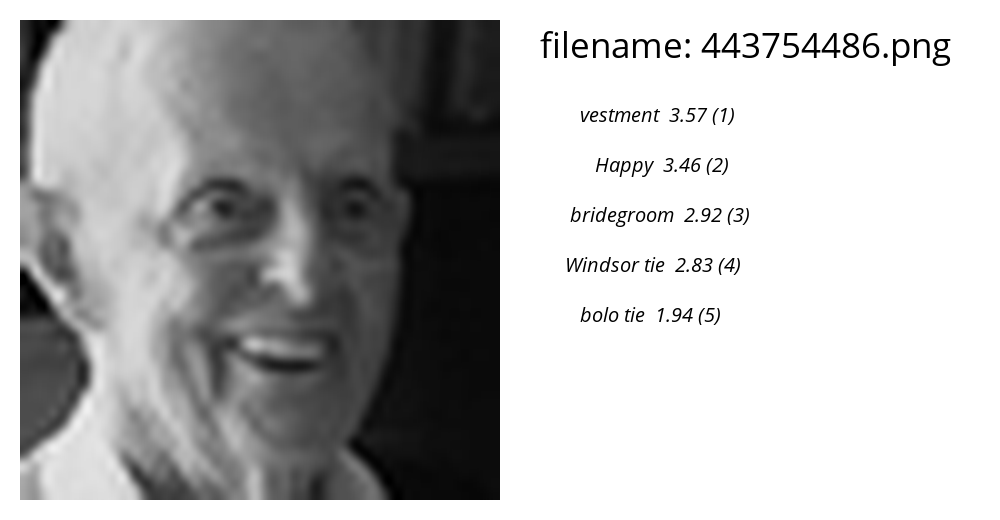 filename: 443754486.png
vestment 3.57 (1)
Happy 3.46 (2)
bridegroom 2.92 (3)
Windsor tie 2.83 (4)
bolo tie 1.94 (5)